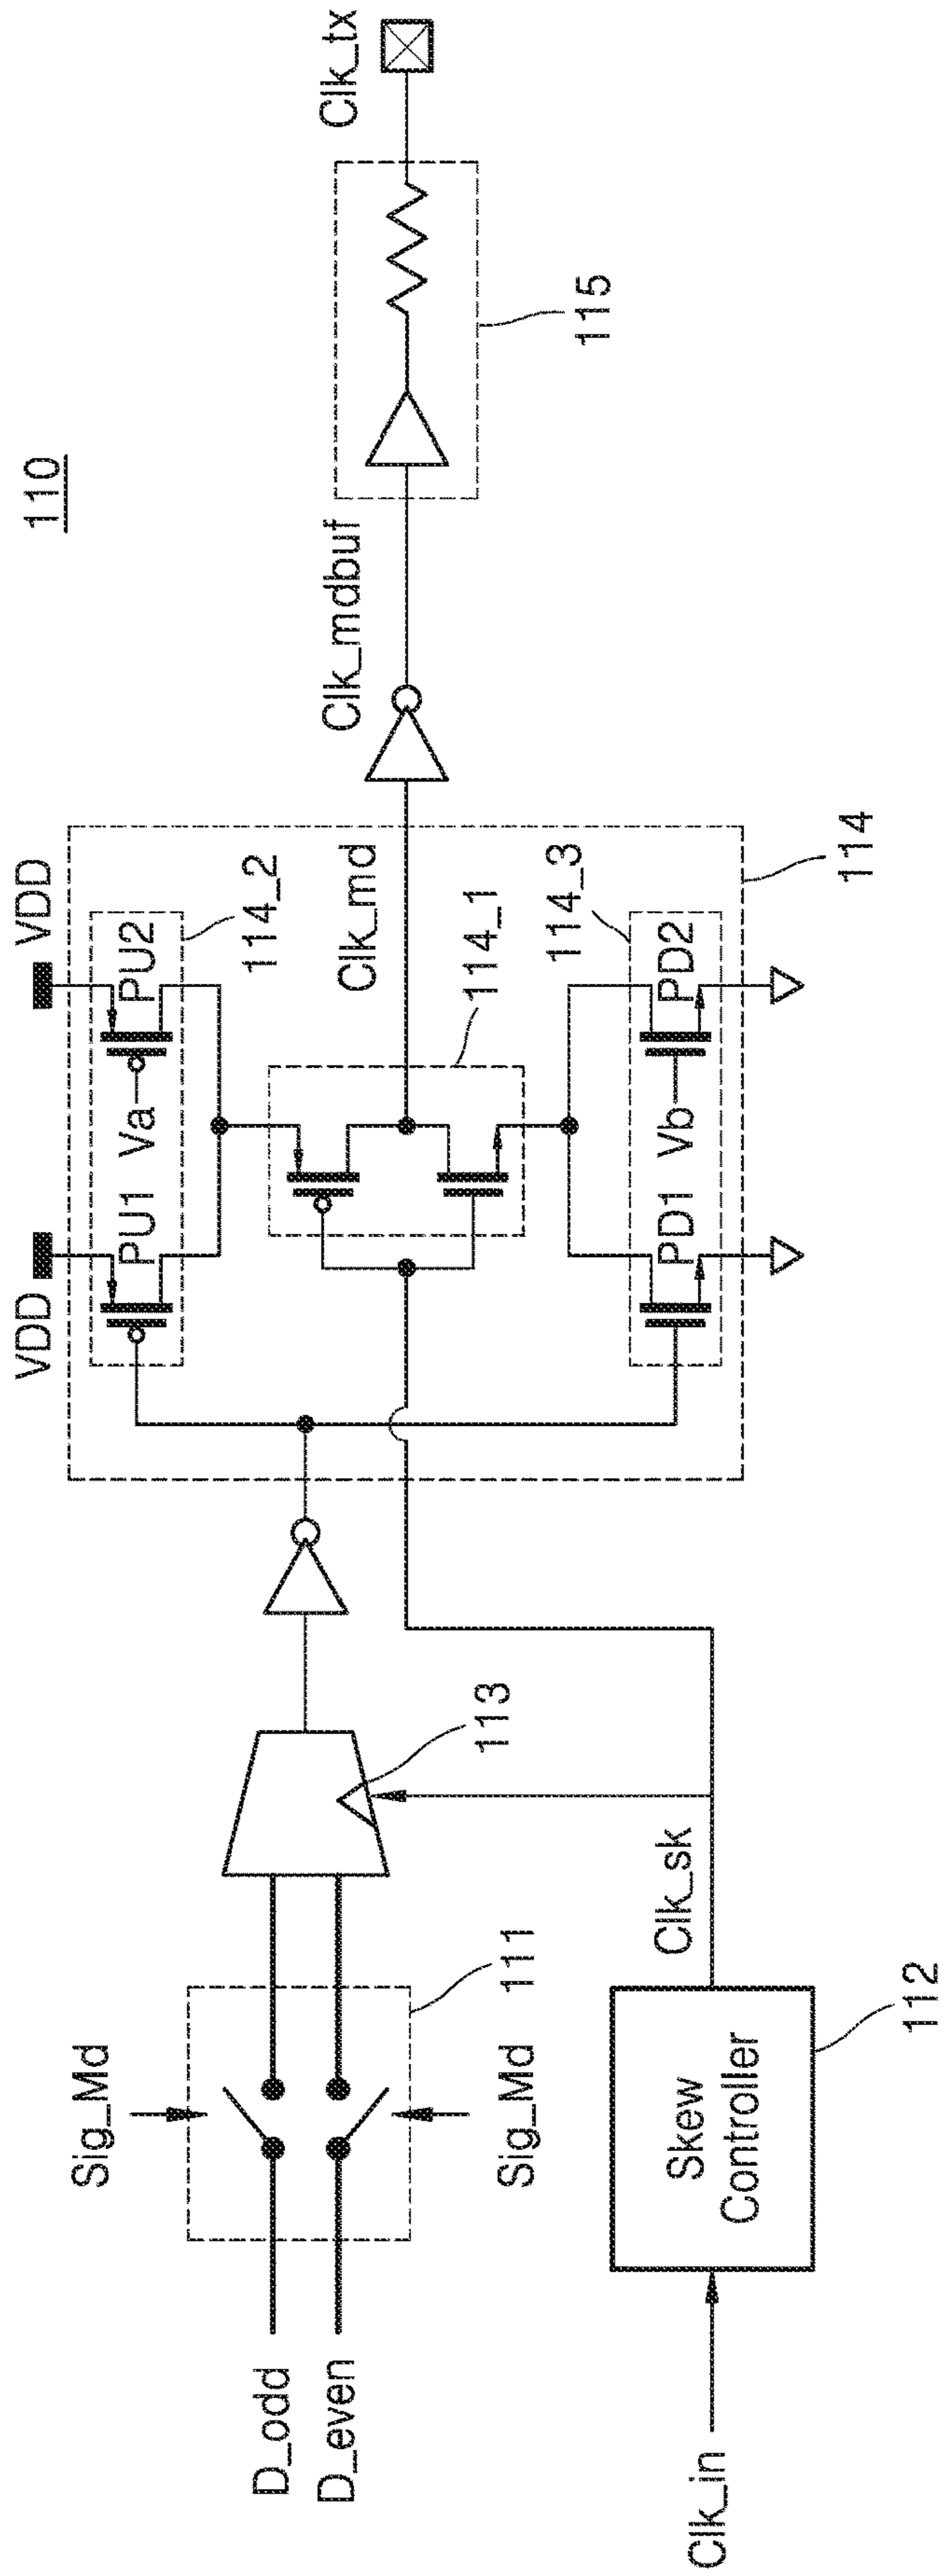 110
VDD
VDD
PU1
Va
PU2
114_2
Sig_Md
D_odd
D_even
111
Sig_Md
113
Clk_md
114_1
Clk_mdbuf
115
Clk_tx
PD1
Vb
PD2
114_3
114
Clk_in
Skew
Controller
112
Clk_sk